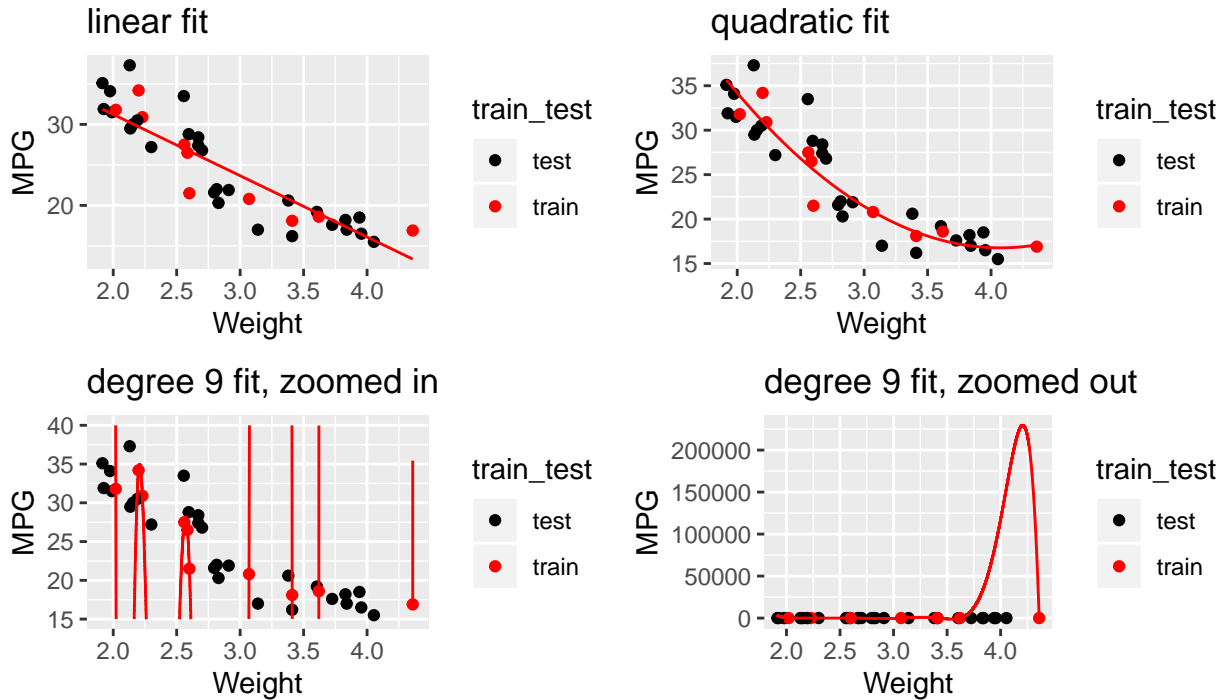 linear fit
MPG
30
20
2.0 2.5 3.0 3.5 4.0
Weight
train_test
test
train
quadratic fit
MPG
35
30
25
20
15
2.0 2.5 3.0 3.5 4.0
Weight
train_test
test
train
degree 9 fit, zoomed in
MPG
40
35
30
25
20
15
2.0 2.5 3.0 3.5 4.0
Weight
train_test
test
train
degree 9 fit, zoomed out
MPG
200000
150000
100000
50000
0
2.0 2.5 3.0 3.5 4.0
Weight
train_test
test
train